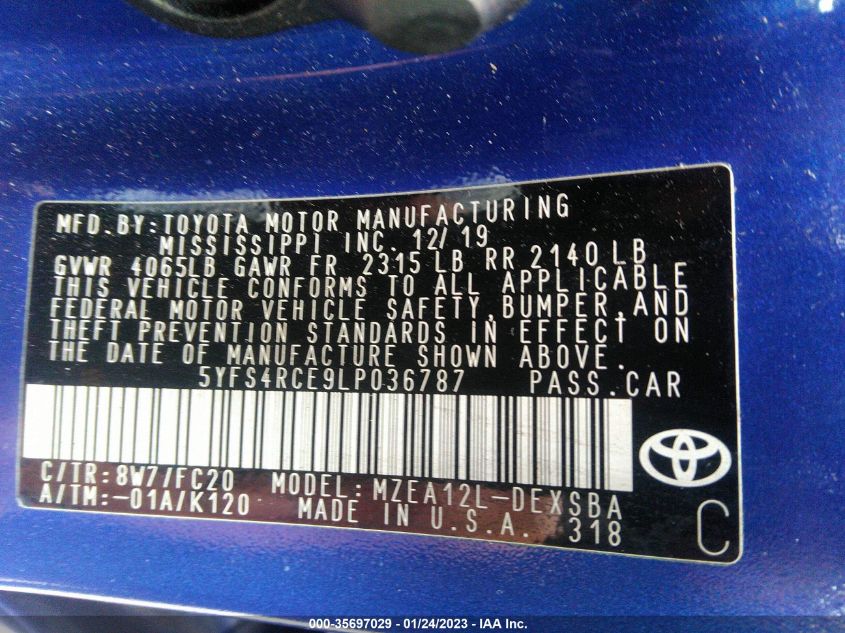 MFD.BY:TOYOTA MOTOR MANUFACTURING
MISSISSIPPI INC. 12/19
GVWR 4065LB GAWR FR 2315 LB RR 2140 LB
THIS VEHICLE CONFORMS TO ALL APPLICABLE
FEDERAL MOTOR VEHICLE SAFETY,BUMPER,AND
THEFT PREVENTION STANDARDS IN EFFECT ON
THE DATE OF MANUFACTURE SHOWN ABOVE.
5YFS4RCE9LP036787 PASS.CAR
C/TR:8W7/FC20 MODEL:MZEA12L-DEXSBA
A/TM:-01A/K120 MADE IN U.S.A. 318
C
000-35697029 - 01/24/2023 - IAA Inc.